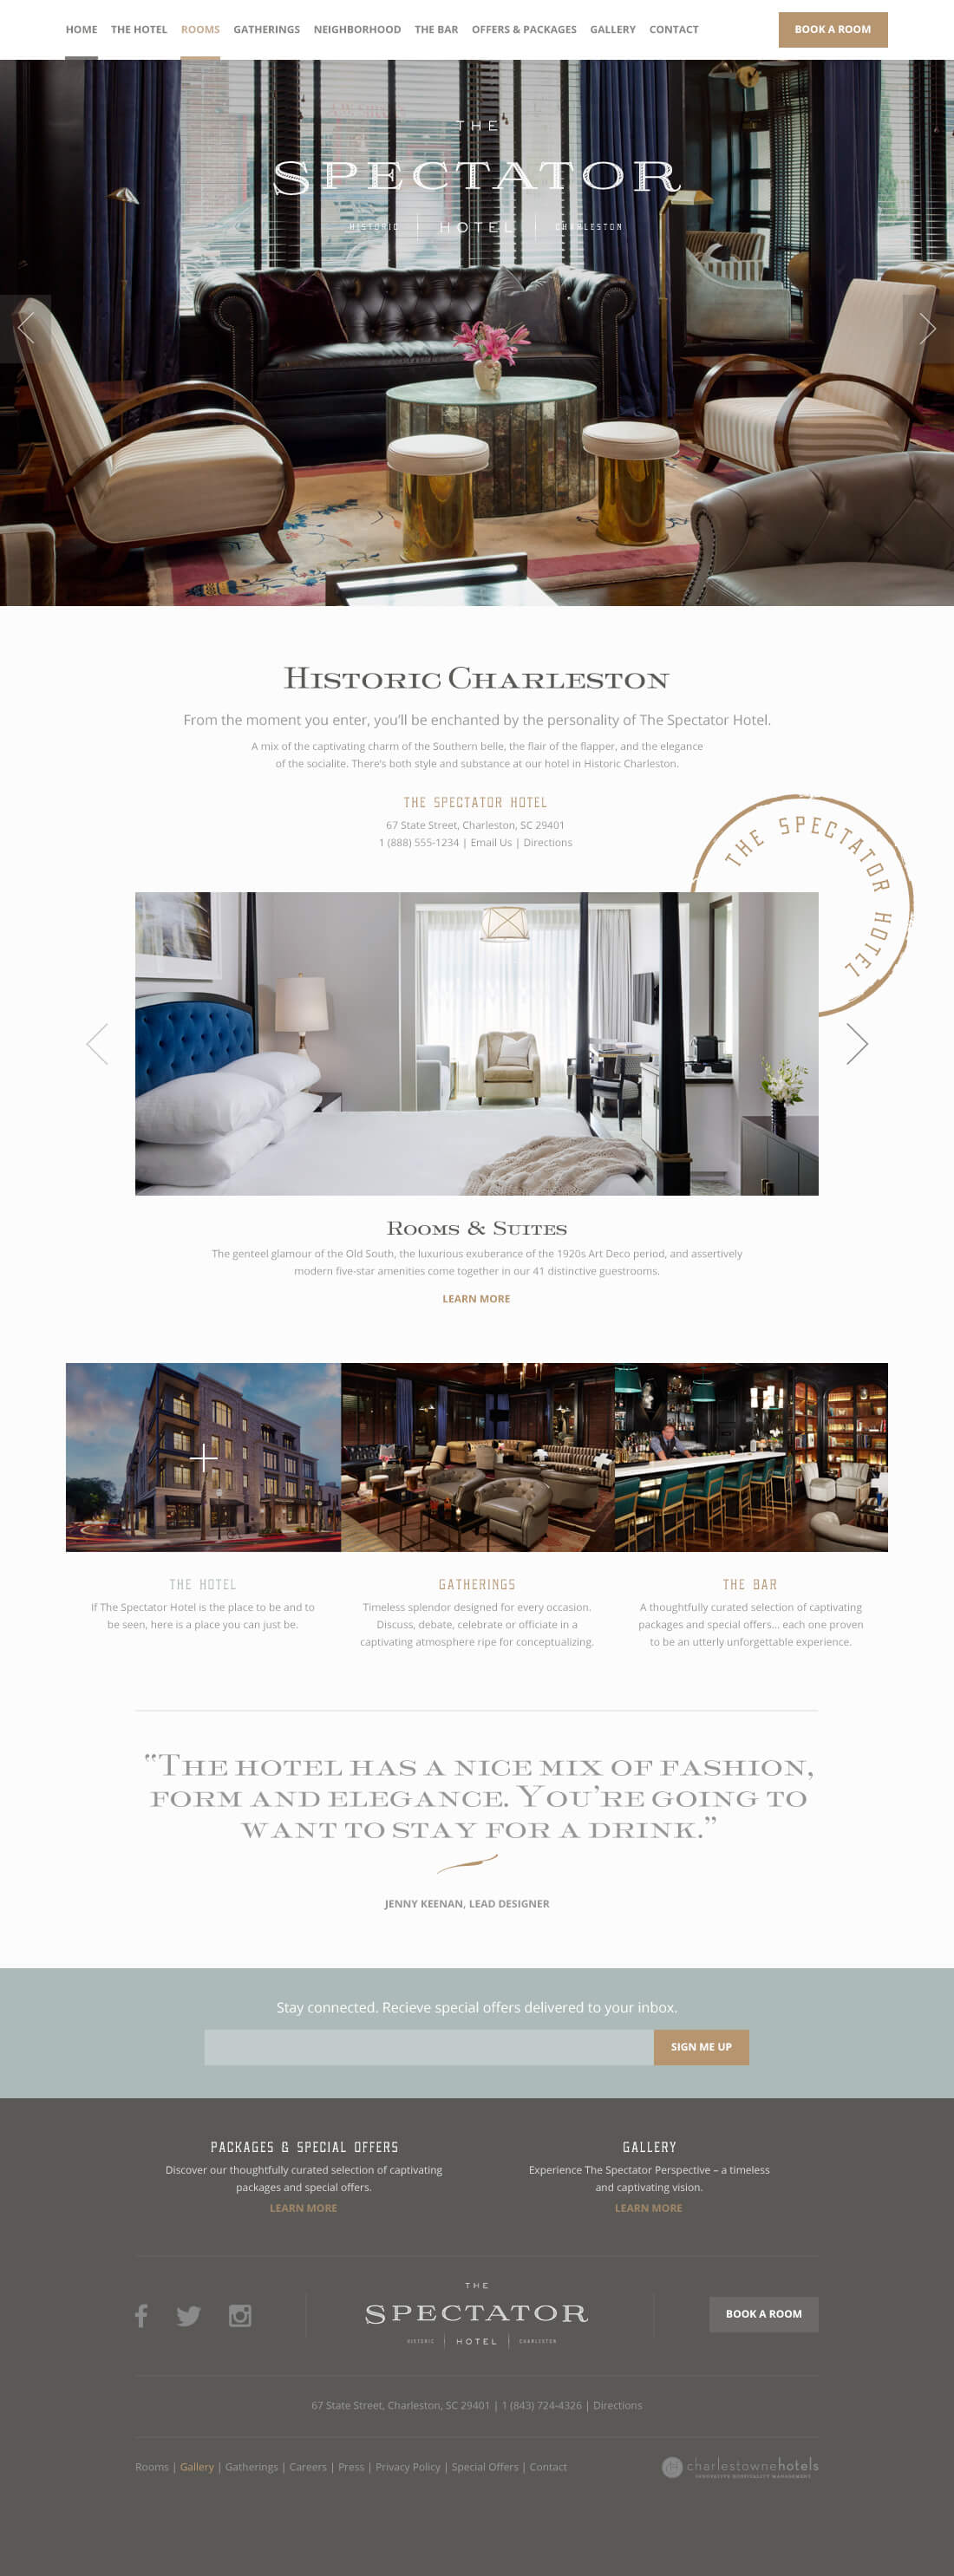 HOME THE HOTEL ROOMS GATHERINGS NEIGHBORHOOD THE BAR OFFERS & PACKAGES GALLERY CONTACT BOOK A ROOM
THE
SPECTATOR
HISTORIC HOTEL CHARLESTON
HISTORIC CHARLESTON
From the moment you enter, you'll be enchanted by the personality of The Spectator Hotel.
A mix of the captivating charm of the Southern belle, the flair of the flapper, and the elegance
of the socialite. There's both style and substance at our hotel in Historic Charleston.
THE SPECTATOR HOTEL
67 State Street, Charleston, SC 29401
1 (888) 555-1234 | Email Us | Directions
THE SPECTATOR HOTEL
ROOMS & SUITES
The genteel glamour of the Old South, the luxurious exuberance of the 1920s Art Deco period, and assertively
modern five-star amenities come together in our 41 distinctive guestrooms.
LEARN MORE
THE HOTEL
If The Spectator Hotel is the place to be and to
be seen, here is a place you can just be.
GATHERINGS
Timeless splendor designed for every occasion.
Discuss, debate, celebrate or officiate in a
captivating atmosphere ripe for conceptualizing.
THE BAR
A thoughtfully curated selection of captivating
packages and special offers... each one proven
to be an utterly unforgettable experience.
"THE HOTEL HAS A NICE MIX OF FASHION,
FORM AND ELEGANCE. YOU'RE GOING TO
WANT TO STAY FOR A DRINK."
JENNY KEENAN, LEAD DESIGNER
Stay connected. Recieve special offers delivered to your inbox.
SIGN ME UP
PACKAGES & SPECIAL OFFERS
Discover our thoughtfully curated selection of captivating
packages and special offers.
LEARN MORE
GALLERY
Experience The Spectator Perspective – a timeless
and captivating vision.
LEARN MORE
THE
SPECTATOR
HISTORIC HOTEL CHARLESTON
BOOK A ROOM
67 State Street, Charleston, SC 29401 | 1 (843) 724-4326 | Directions
Rooms | Gallery | Gatherings | Careers | Press | Privacy Policy | Special Offers | Contact
charlestownehotels
INNOVATIVE HOSPITALITY MANAGEMENT